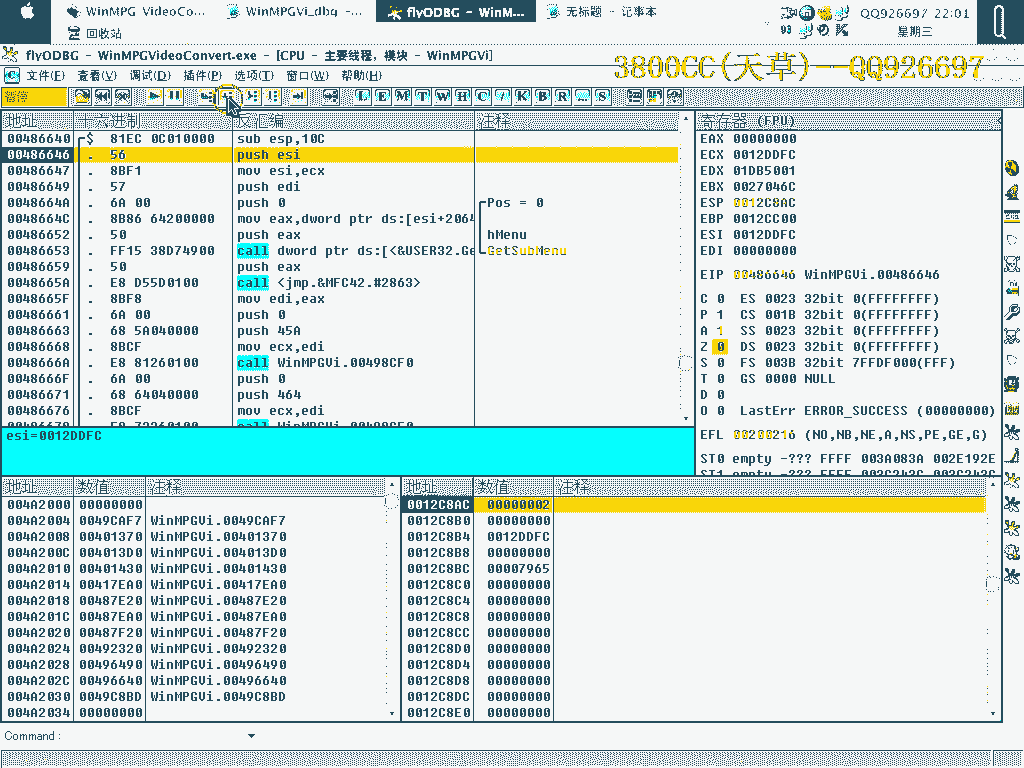 WinMPG VideoCo...
WinMPGVi_dbg -...
flyODBG - WinM...
无标题 - 记事本
QQ926697 22:01
93
星期三
回收站
flyODBG - WinMPGVideoConvert.exe - [CPU - 主要线程，模块 - WinMPGVi]
文件(F) 查看(V) 调试(D) 插件(P) 选项(T) 窗口(W) 帮助(H)
3800CC(天草)--QQ926697
暂停
L E M T W H C / K B R ... S
地址 十六进制 反汇编 注释
00486640 $ 81EC 0C010000 sub esp,10C
00486646 . 56 push esi
00486647 . 8BF1 mov esi,ecx
00486649 . 57 push edi
0048664A . 6A 00 push 0 Pos = 0
0048664C . 8B86 64200000 mov eax,dword ptr ds:[esi+2064
00486652 . 50 push eax hMenu
00486653 . FF15 38D74900 call dword ptr ds:[<&USER32.Ge GetSubMenu
00486659 . 50 push eax
0048665A . E8 D55D0100 call <jmp.&MFC42.#2863>
0048665F . 8BF8 mov edi,eax
00486661 . 6A 00 push 0
00486663 . 68 5A040000 push 45A
00486668 . 8BCF mov ecx,edi
0048666A . E8 81260100 call WinMPGVi.00498CF0
0048666F . 6A 00 push 0
00486671 . 68 64040000 push 464
00486676 . 8BCF mov ecx,edi
esi=0012DDFC
寄存器 (FPU)
EAX 00000000
ECX 0012DDFC
EDX 01DB5001
EBX 0027046C
ESP 0012C8AC
EBP 0012CC00
ESI 0012DDFC
EDI 00000000
EIP 00486646 WinMPGVi.00486646
C 0 ES 0023 32bit 0(FFFFFFFF)
P 1 CS 001B 32bit 0(FFFFFFFF)
A 1 SS 0023 32bit 0(FFFFFFFF)
Z 0 DS 0023 32bit 0(FFFFFFFF)
S 0 FS 003B 32bit 7FFDF000(FFF)
T 0 GS 0000 NULL
D 0
O 0 LastErr ERROR_SUCCESS (00000000)
EFL 00200216 (NO,NB,NE,A,NS,PE,GE,G)
ST0 empty -??? FFFF 003A083A 002E192E
地址 数值 注释
004A2000 00000000
004A2004 0049CAF7 WinMPGVi.0049CAF7
004A2008 00401370 WinMPGVi.00401370
004A200C 004013D0 WinMPGVi.004013D0
004A2010 00401430 WinMPGVi.00401430
004A2014 00417EA0 WinMPGVi.00417EA0
004A2018 00487E20 WinMPGVi.00487E20
004A201C 00487EA0 WinMPGVi.00487EA0
004A2020 00487F20 WinMPGVi.00487F20
004A2024 00492320 WinMPGVi.00492320
004A2028 00496490 WinMPGVi.00496490
004A202C 00496640 WinMPGVi.00496640
004A2030 0049C8BD WinMPGVi.0049C8BD
004A2034 00000000
地址 数值 注释
0012C8AC 00000002
0012C8B0 00000000
0012C8B4 0012DDFC
0012C8B8 00000000
0012C8BC 00007965
0012C8C0 00000000
0012C8C4 00000000
0012C8C8 00000000
0012C8CC 00000000
0012C8D0 00000000
0012C8D4 00000000
0012C8D8 00000000
0012C8DC 00000000
0012C8E0 00000000
Command :